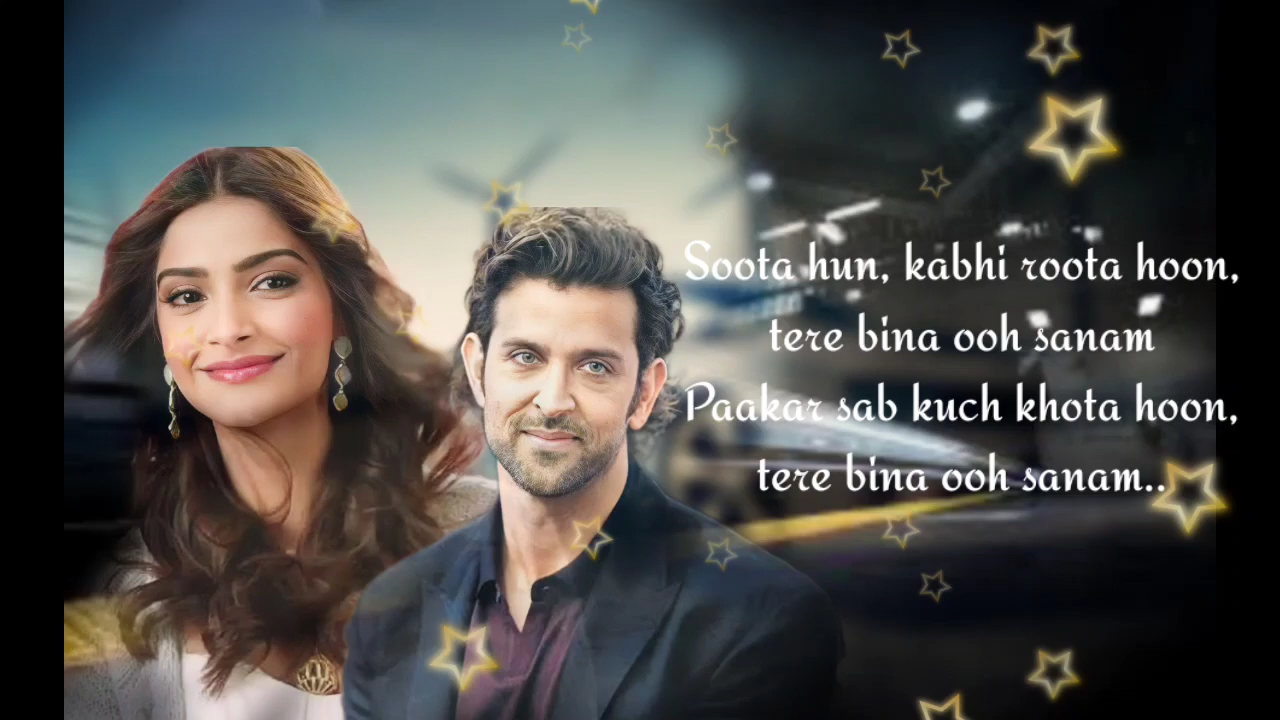 Soota hun, kabhi roota hoon,
tere bina ooh sanam
Paakar sab kuch khota hoon,
tere bina ooh sanam..